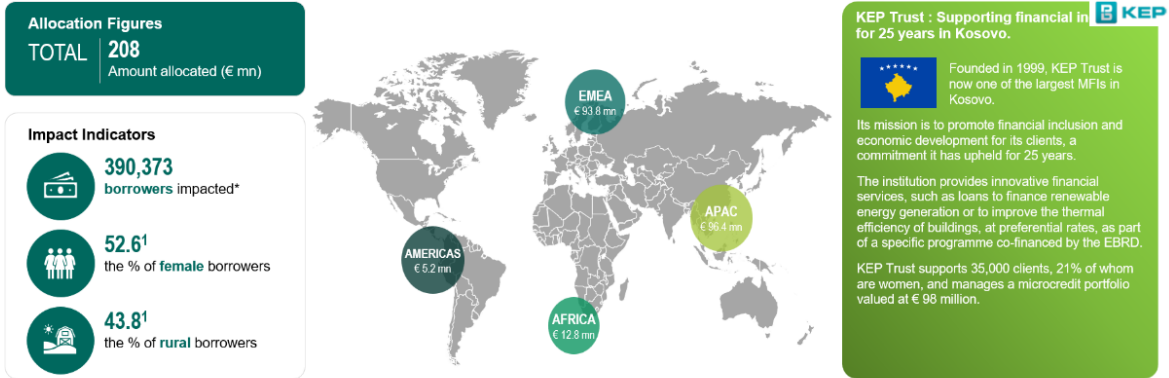 Allocation Figures
TOTAL
208
Amount allocated (€ mn)
Impact Indicators
390,373
borrowers impacted*
52.6¹
the % of female borrowers
43.8¹
the % of rural borrowers
EMEA
€ 93.8 mn
APAC
€ 96.4 mn
AMERICAS
€ 5.2 mn
AFRICA
€ 12.8 mn
KEP
KEP Trust : Supporting financial in
for 25 years in Kosovo.
Founded in 1999, KEP Trust is
now one of the largest MFIs in
Kosovo.
Its mission is to promote financial inclusion and
economic development for its clients, a
commitment it has upheld for 25 years.
The institution provides innovative financial
services, such as loans to finance renewable
energy generation or to improve the thermal
efficiency of buildings, at preferential rates, as part
of a specific programme co-financed by the EBRD.
KEP Trust supports 35,000 clients, 21% of whom
are women, and manages a microcredit portfolio
valued at € 98 million.